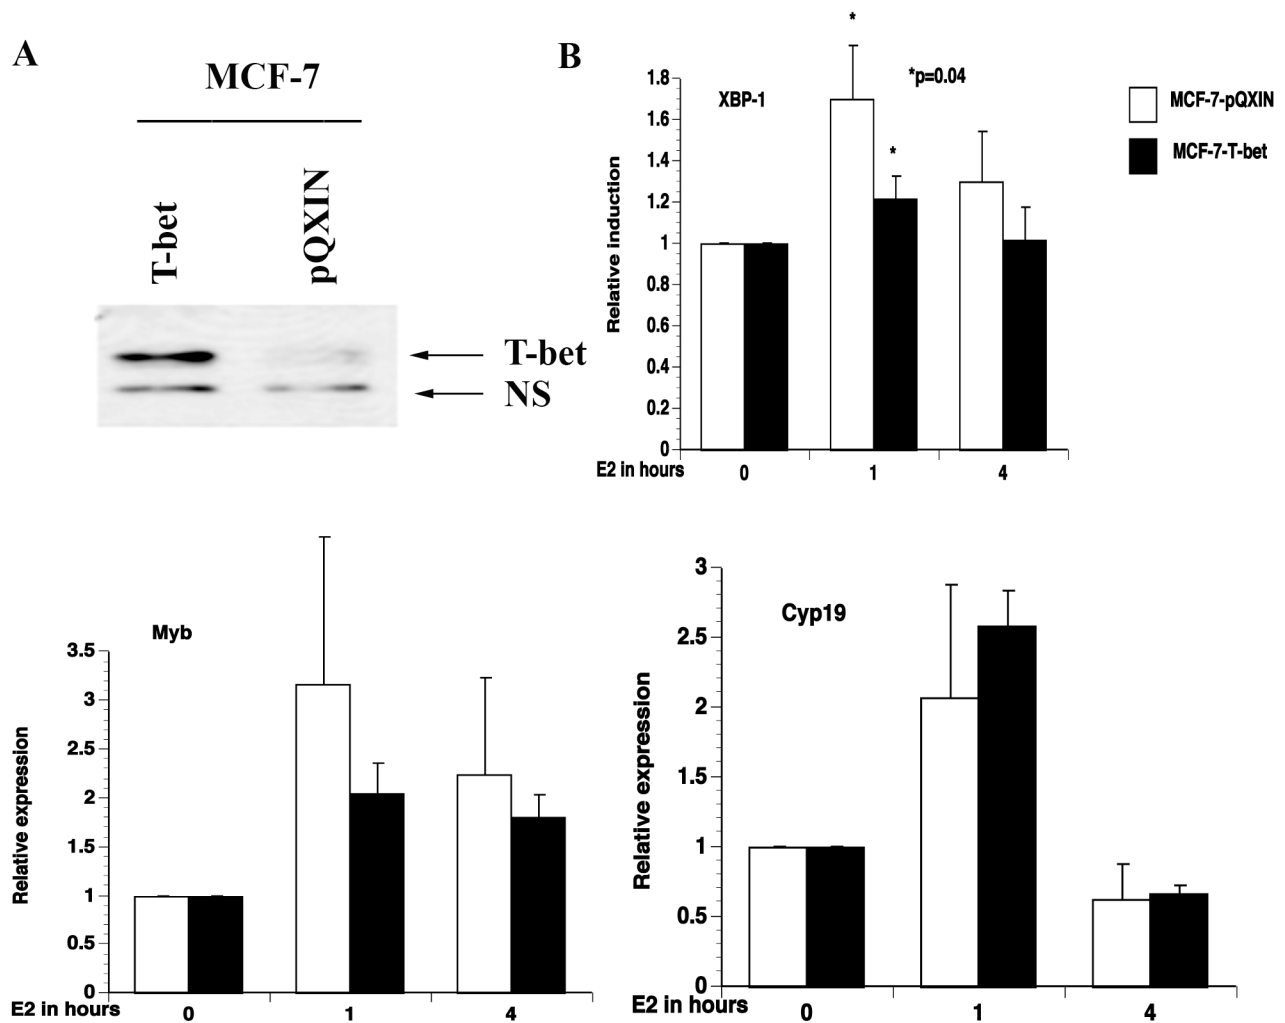 A
MCF-7
T-bet
pQXIN
T-bet
NS
B
*
*p=0.04
XBP-1
*
MCF-7-pQXIN
MCF-7-T-bet
Relative induction
1.8
1.6
1.4
1.2
1
0.8
0.6
0.4
0.2
0
E2 in hours
0 1 4
Myb
Relative expression
3.5
3
2.5
2
1.5
1
0.5
0
E2 in hours
0 1 4
Cyp19
Relative expression
3
2.5
2
1.5
1
0.5
0
E2 in hours
0 1 4